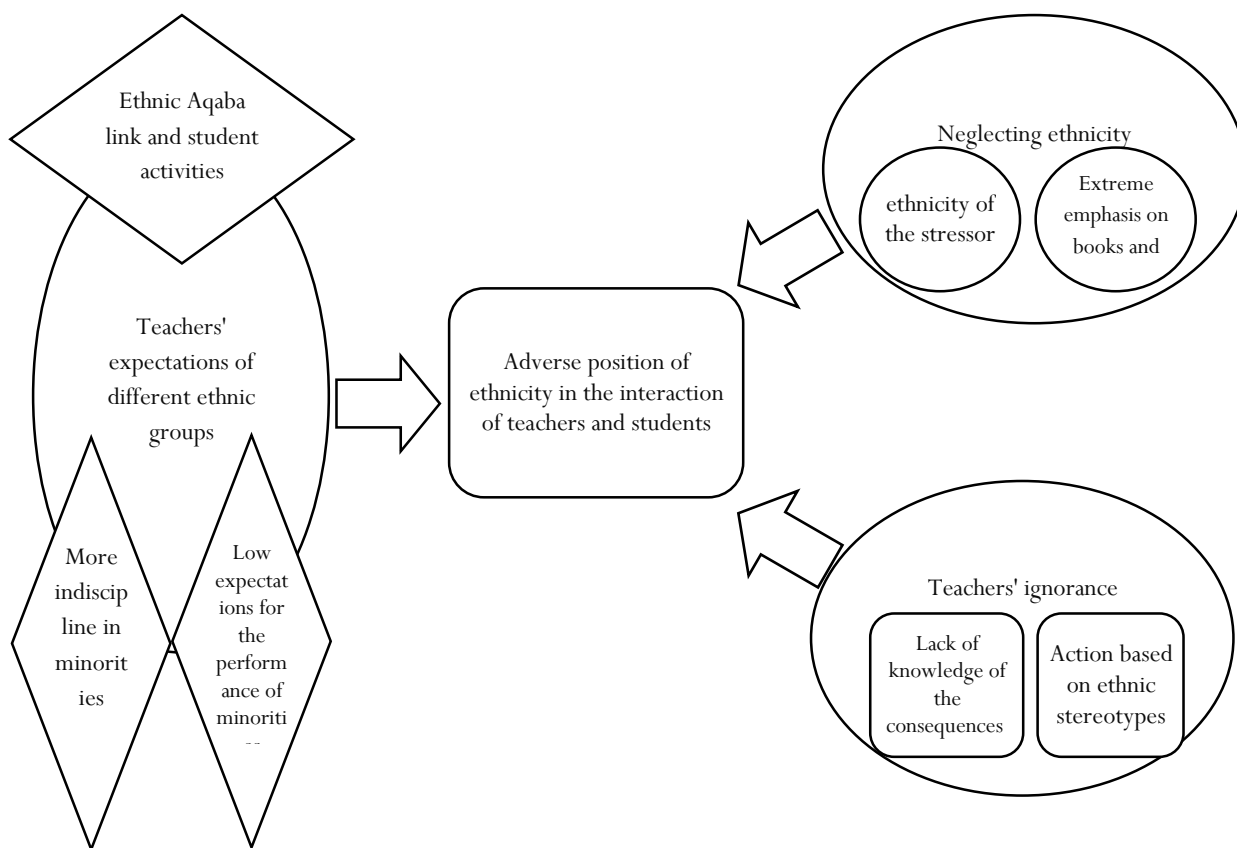 Ethnic Aqaba
link and student
activities
Teachers'
expectations of
different ethnic
groups
More
indiscip
line in
minorit
ies
Low
expectat
ions for
the
perform
ance of
minoriti
Adverse position of
ethnicity in the interaction
of teachers and students
Neglecting ethnicity
ethnicity of
the stressor
Extreme
emphasis on
books and
Teachers' ignorance
Lack of
knowledge of
the
consequences
Action based
on ethnic
stereotypes